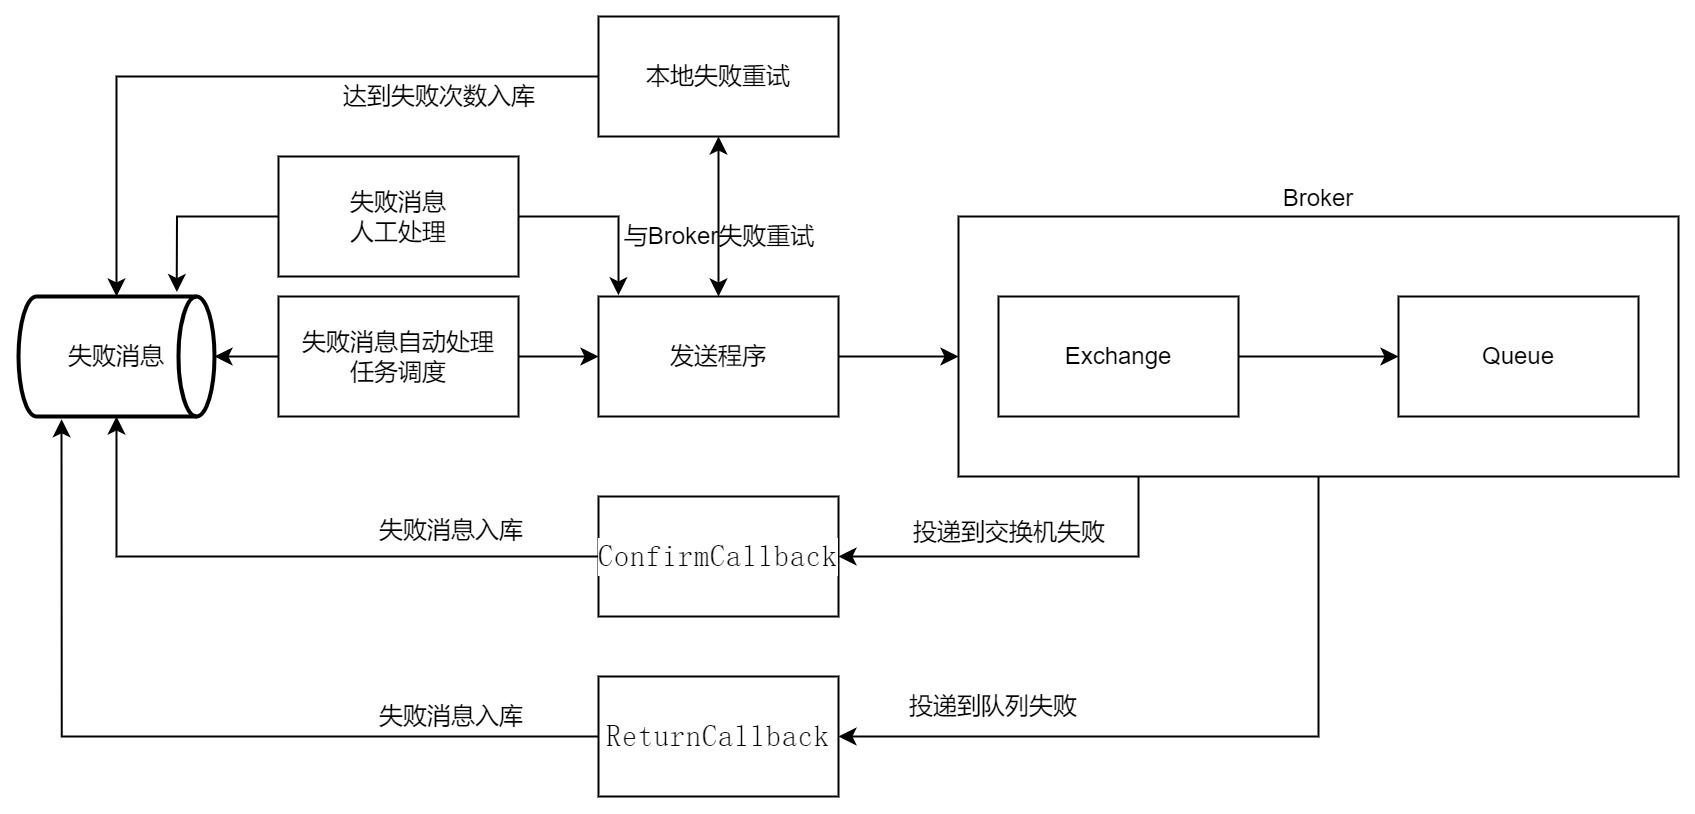 本地失败重试
达到失败次数入库
失败消息
人工处理
与Broker失败重试
Broker
失败消息
失败消息自动处理
任务调度
发送程序
Exchange
Queue
失败消息入库
ConfirmCallback
投递到交换机失败
失败消息入库
ReturnCallback
投递到队列失败